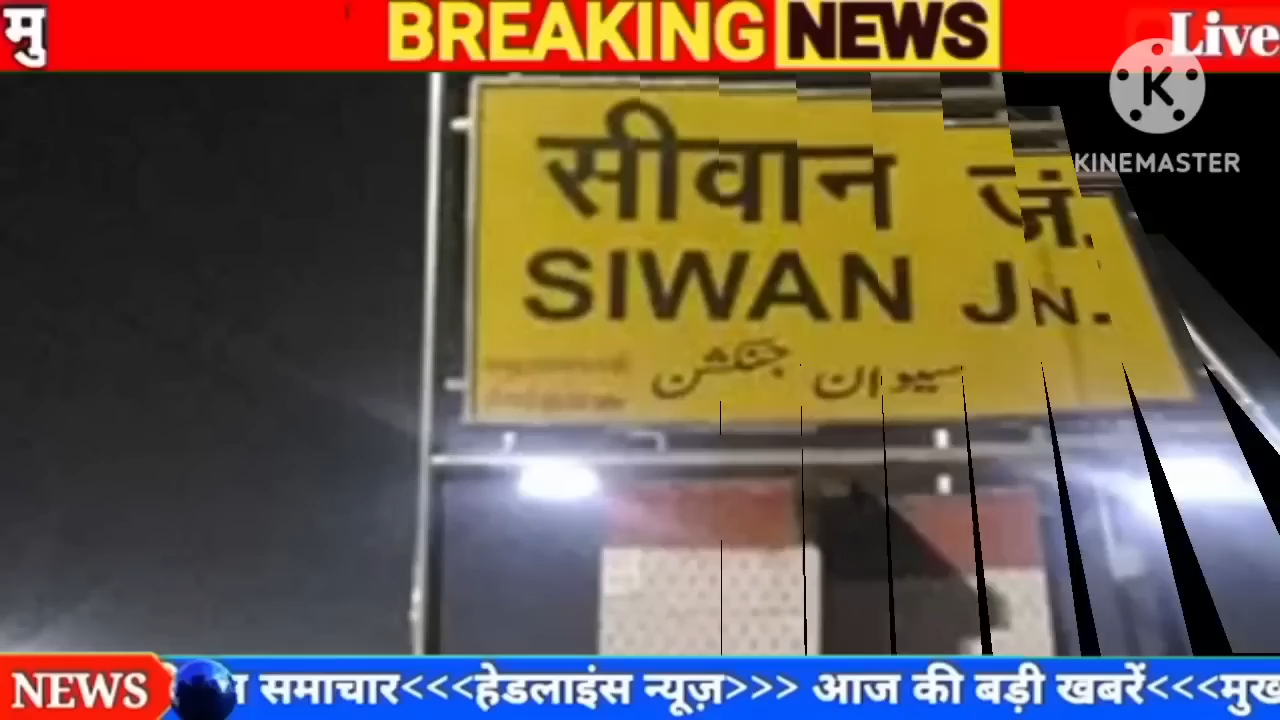 मु
BREAKING NEWS
Live
K
KINEMASTER
सीवान जं.
SIWAN JN.
سیوان جنکشن
NEWS
समाचार<<<हेडलाइंस न्यूज़>>> आज की बड़ी खबरें<<<मुख